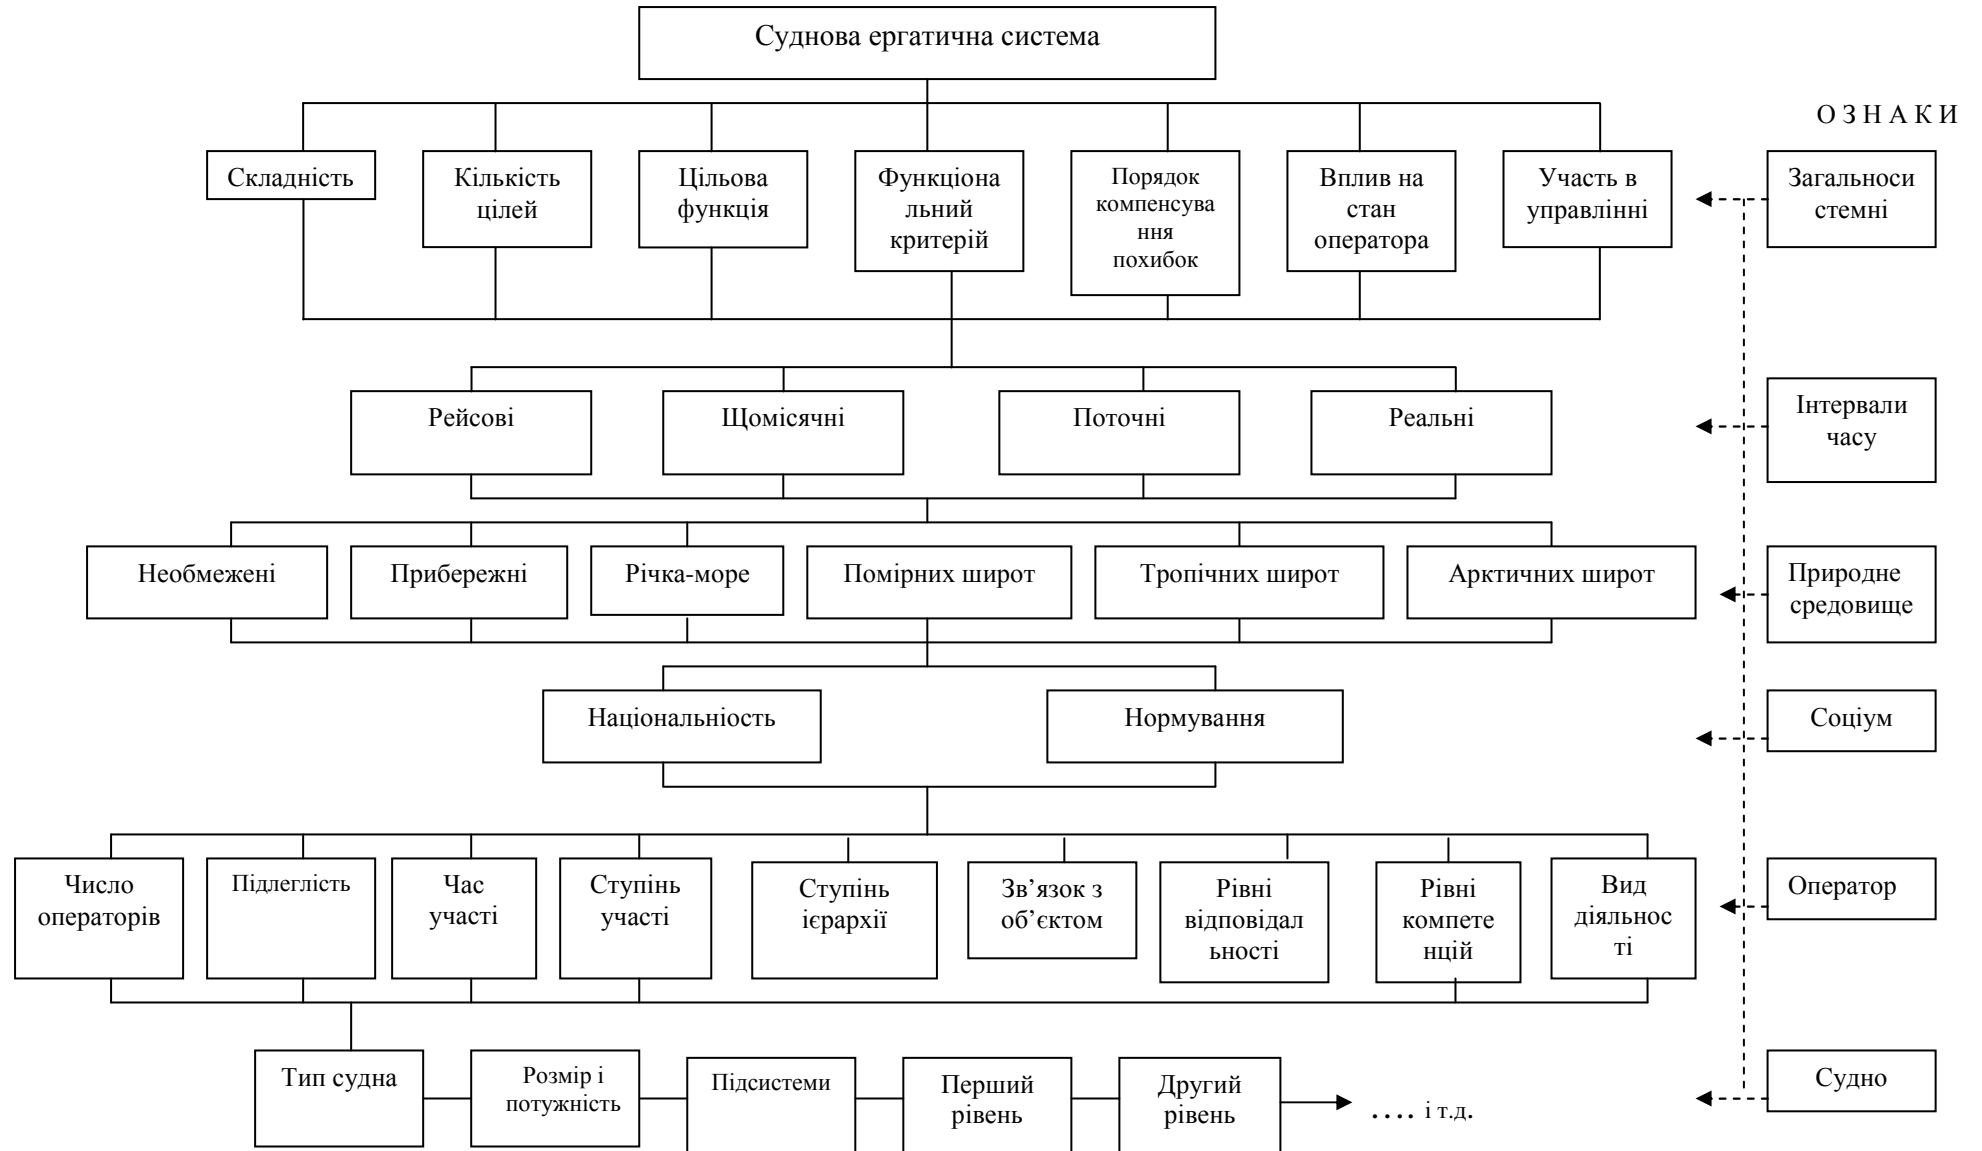 Суднова ергатична система
О З Н А К И
Складність
Кількість
цілей
Цільова
функція
Функціона
льний
критерій
Порядок
компенсува
ння
похибок
Вплив на
стан
оператора
Участь в
управлінні
Загальноси
стемні
Рейсові
Щомісячні
Поточні
Реальні
Інтервали
часу
Необмежені
Прибережні
Річка-море
Помірних широт
Тропічних широт
Арктичних широт
Природне
средовище
Національніость
Нормування
Соціум
Число
операторів
Підлеглість
Час
участі
Ступінь
участі
Ступінь
ієрархії
Зв’язок з
об’єктом
Рівні
відповідал
ьності
Рівні
компете
нцій
Вид
діяльнос
ті
Оператор
Тип судна
Розмір і
потужність
Підсистеми
Перший
рівень
Другий
рівень
…. і т.д.
Судно